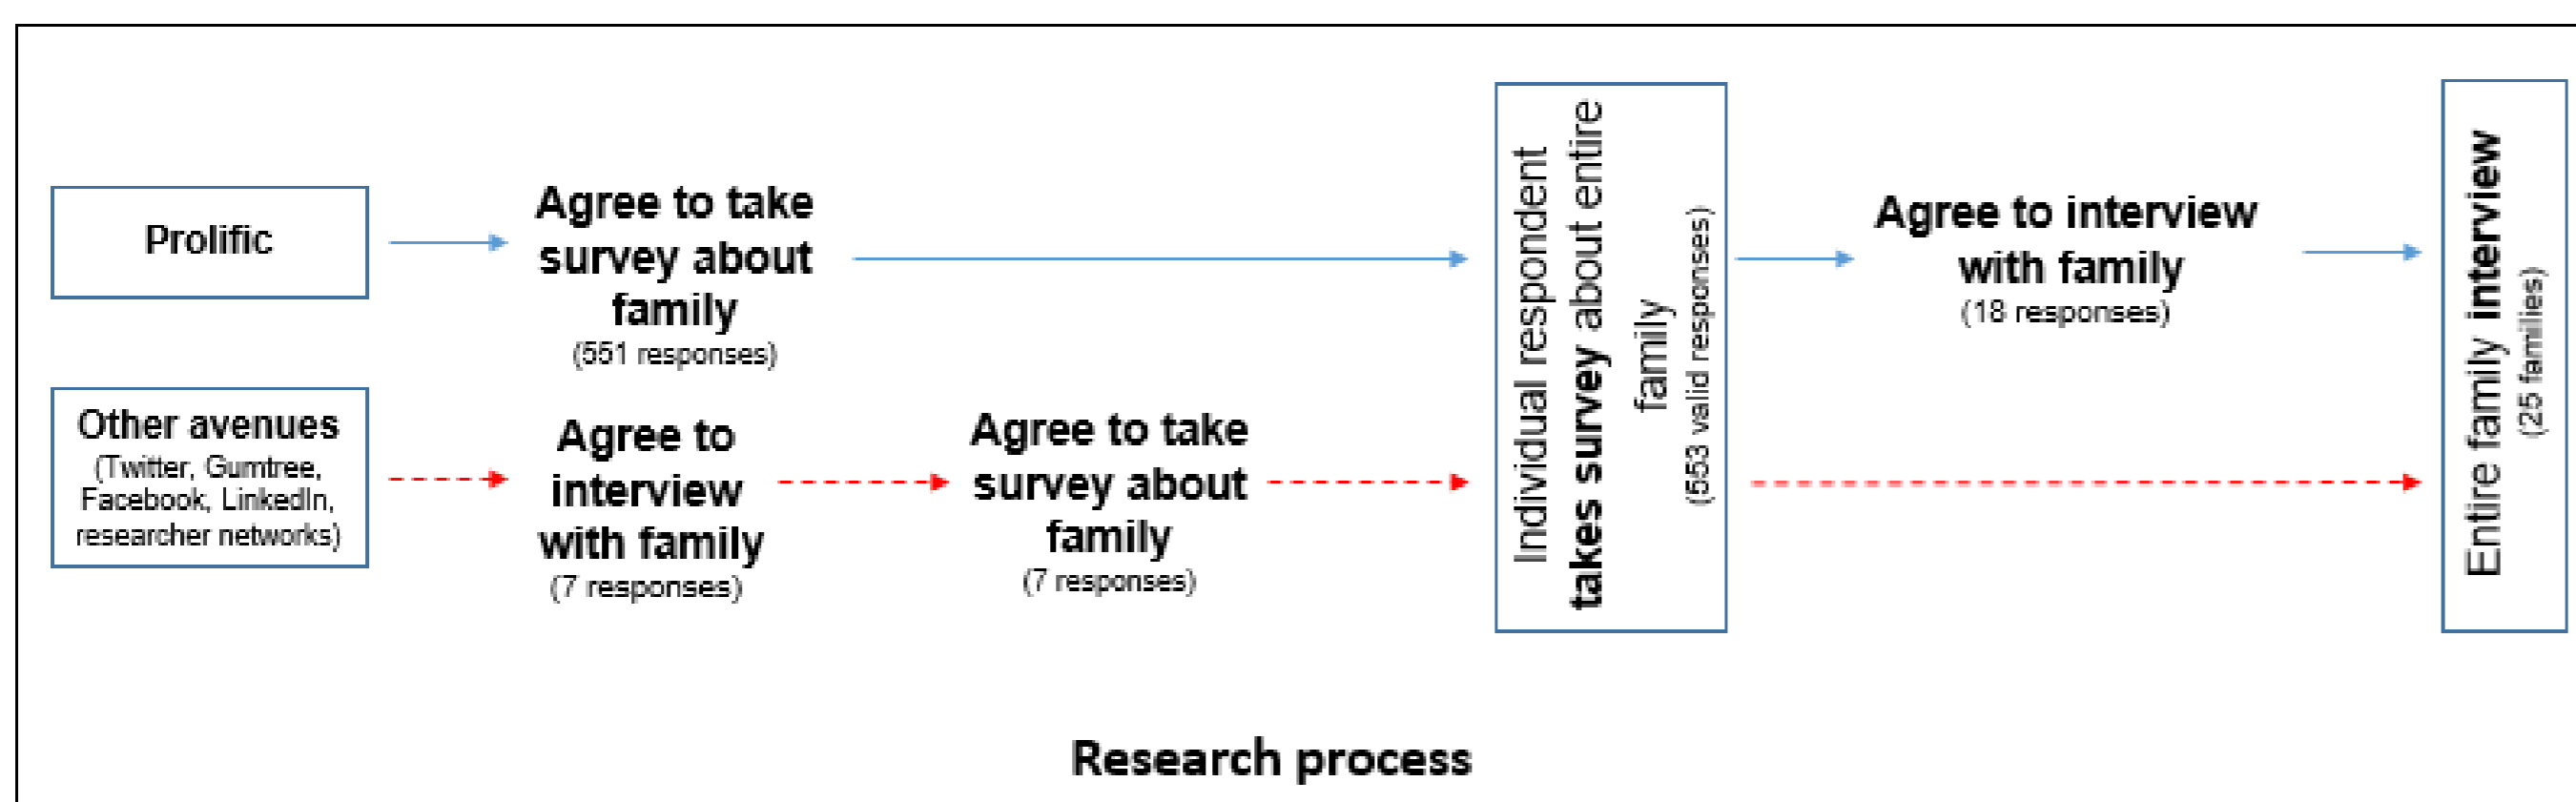 Prolific
Agree to take
survey about
family
(551 responses)
Other avenues
(Twitter, Gumtree,
Facebook, LinkedIn,
researcher networks)
Agree to
interview
with family
(7 responses)
Agree to take
survey about
family
(7 responses)
Individual respondent
takes survey about entire
family
(553 valid responses)
Agree to interview
with family
(18 responses)
Entire family interview
(25 families)
Research process